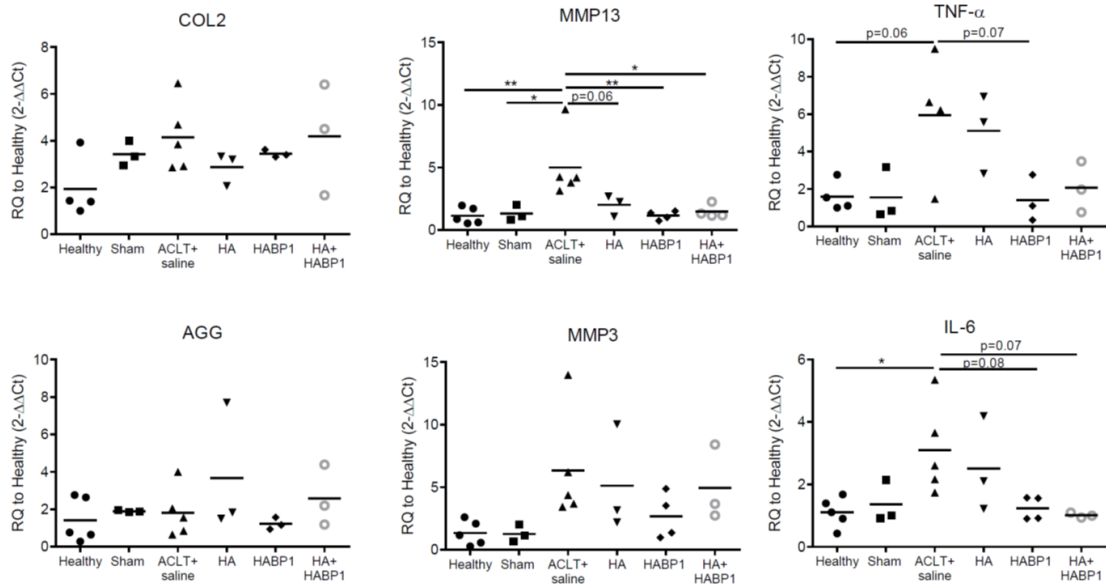 COL2
RQ to Healthy (2-ΔΔCt)
8
6
4
2
0
Healthy Sham ACLT+ saline HA HABP1 HA+ HABP1
MMP13
RQ to Healthy (2-ΔΔCt)
15
10
5
0
*
** **
* p=0.06
Healthy Sham ACLT+ saline HA HABP1 HA+ HABP1
TNF-α
RQ to Healthy (2-ΔΔCt)
10
8
6
4
2
0
p=0.06 p=0.07
Healthy Sham ACLT+ saline HA HABP1 HA+ HABP1
AGG
RQ to Healthy (2-ΔΔCt)
10
8
6
4
2
0
Healthy Sham ACLT+ saline HA HABP1 HA+ HABP1
MMP3
RQ to Healthy (2-ΔΔCt)
15
10
5
0
Healthy Sham ACLT+ saline HA HABP1 HA+ HABP1
IL-6
RQ to Healthy (2-ΔΔCt)
6
4
2
0
p=0.07
* p=0.08
Healthy Sham ACLT+ saline HA HABP1 HA+ HABP1